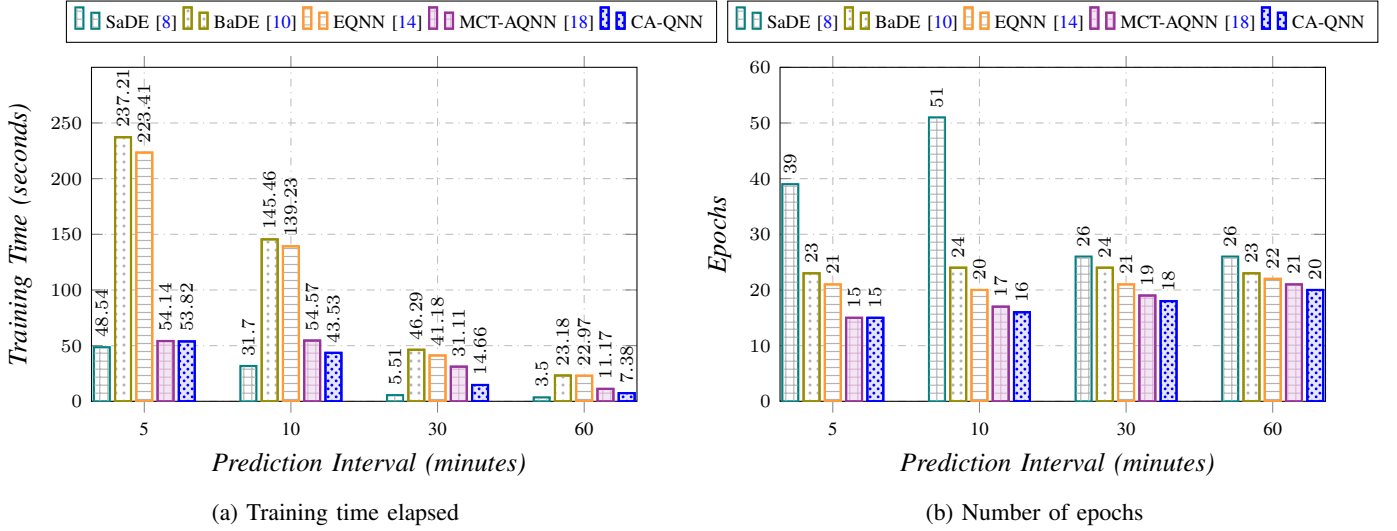 SaDE [8] BaDE [10] EQNN [14] MCT-AQNN [18] CA-QNN
Training Time (seconds)
250
200
150
100
50
0
48.54 237.21 223.41 54.14 53.82
31.7 145.46 139.23 54.57 43.53
5.51 46.29 41.18 31.11 14.66
3.5 23.18 22.97 11.17 7.38
5 10 30 60
Prediction Interval (minutes)
(a) Training time elapsed
SaDE [8] BaDE [10] EQNN [14] MCT-AQNN [18] CA-QNN
Epochs
60
50
40
30
20
10
0
39 23 21 15 15
51 24 20 17 16
26 24 21 19 18
26 23 22 21 20
5 10 30 60
Prediction Interval (minutes)
(b) Number of epochs